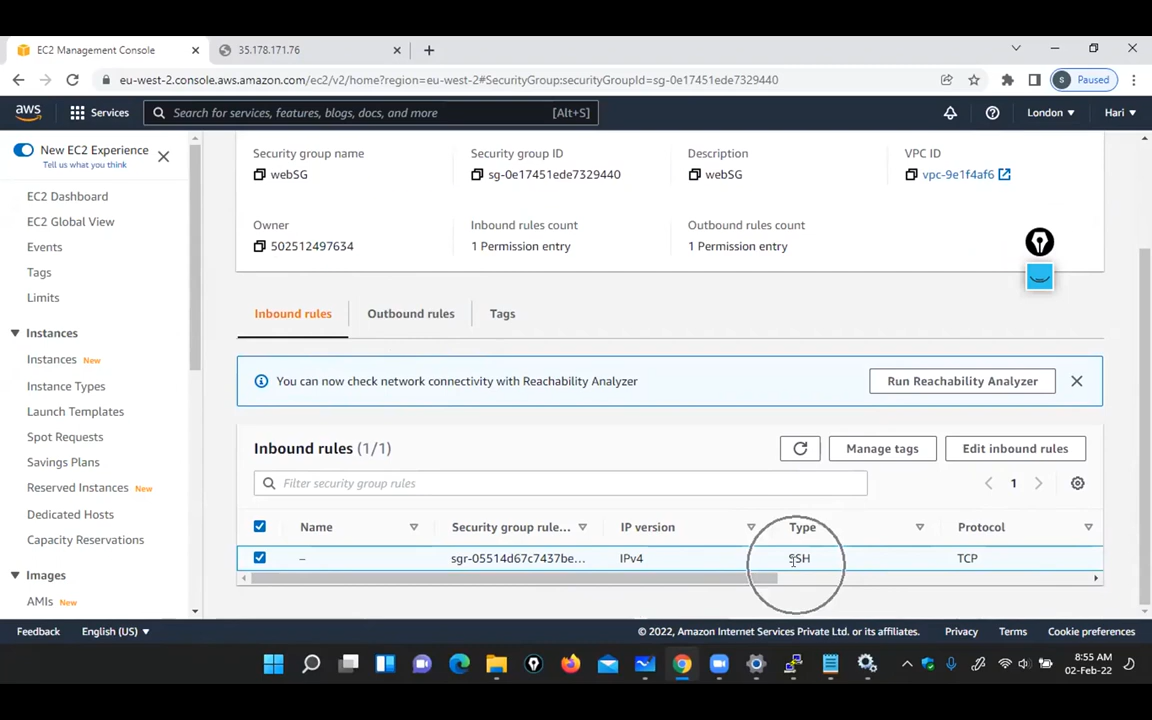 EC2 Management Console
35.178.171.76
eu-west-2.console.aws.amazon.com/ec2/v2/home?region=eu-west-2#SecurityGroup:securityGroupId=sg-0e17451ede7329440
S Paused
aws Services Search for services, features, blogs, docs, and more [Alt+S] London Hari
New EC2 Experience
Tell us what you think
EC2 Dashboard
EC2 Global View
Events
Tags
Limits
Instances
Instances New
Instance Types
Launch Templates
Spot Requests
Savings Plans
Reserved Instances New
Dedicated Hosts
Capacity Reservations
Images
AMIs New
Security group name
websG
Security group ID
sg-0e17451ede7329440
Description
webSG
VPC ID
vpc-9e1f4af6
Owner
502512497634
Inbound rules count
1 Permission entry
Outbound rules count
1 Permission entry
Inbound rules Outbound rules Tags
You can now check network connectivity with Reachability Analyzer Run Reachability Analyzer
Inbound rules (1/1) Manage tags Edit inbound rules
Filter security group rules 1
Name Security group rule... IP version Type Protocol
– sgr-05514d67c7437be... IPv4 SSH TCP
Feedback English (US) © 2022, Amazon Internet Services Private Ltd. or its affiliates. Privacy Terms Cookie preferences
8:55 AM
02-Feb-22